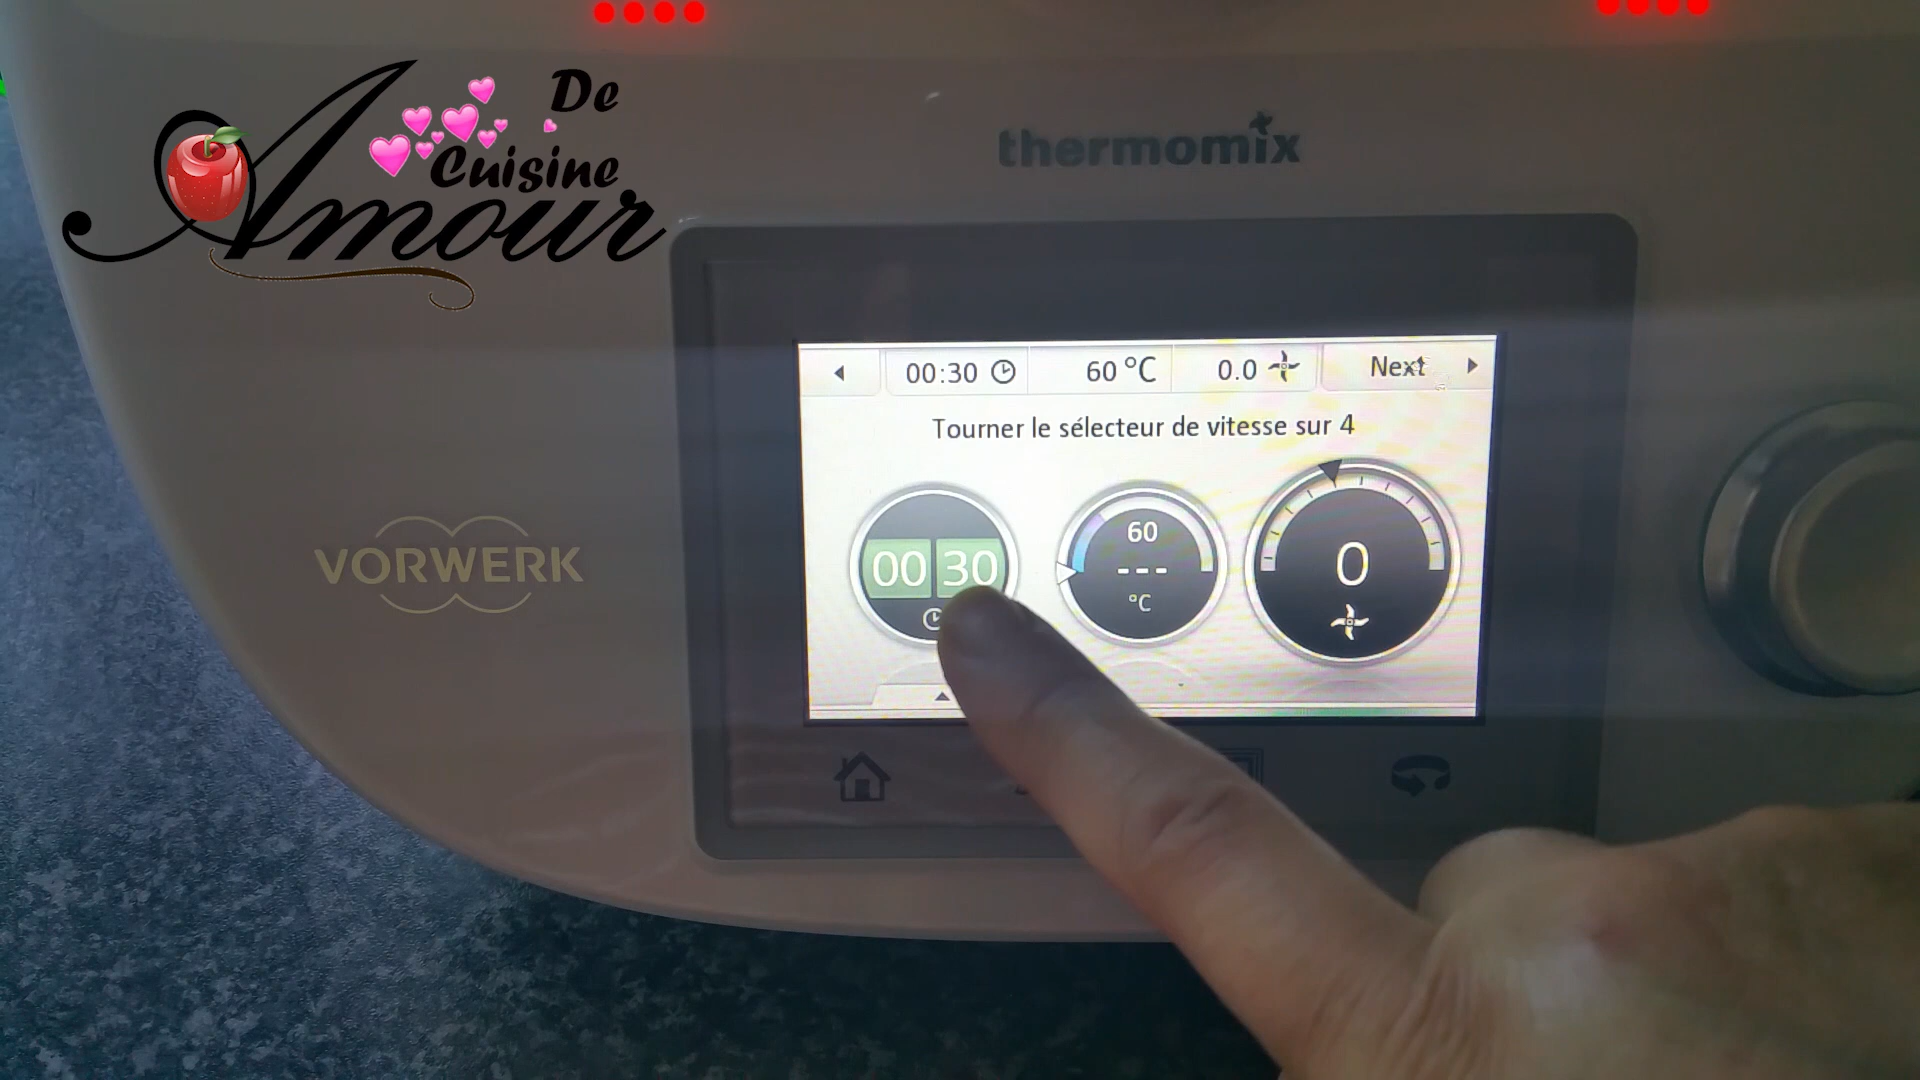 De
Cuisine
Amour
thermomix
00:30 60 °C 0.0 Next
Tourner le sélecteur de vitesse sur 4
00 30
60
---
°C
0
VORWERK